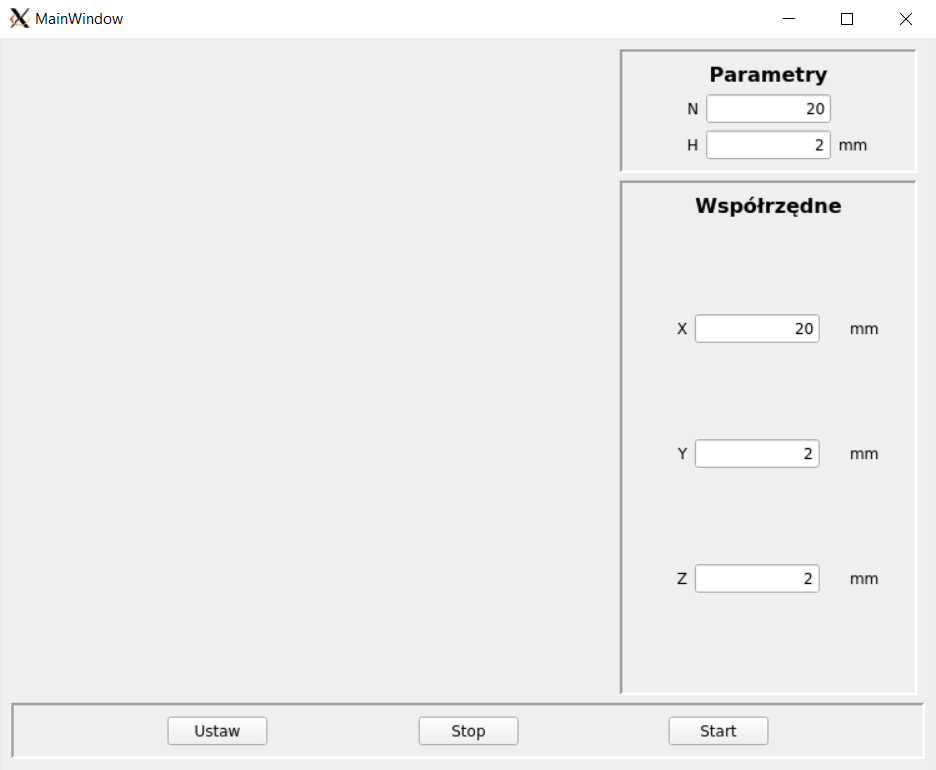 MainWindow
Parametry
N 20
H 2 mm
Współrzędne
X 20 mm
Y 2 mm
Z 2 mm
Ustaw Stop Start